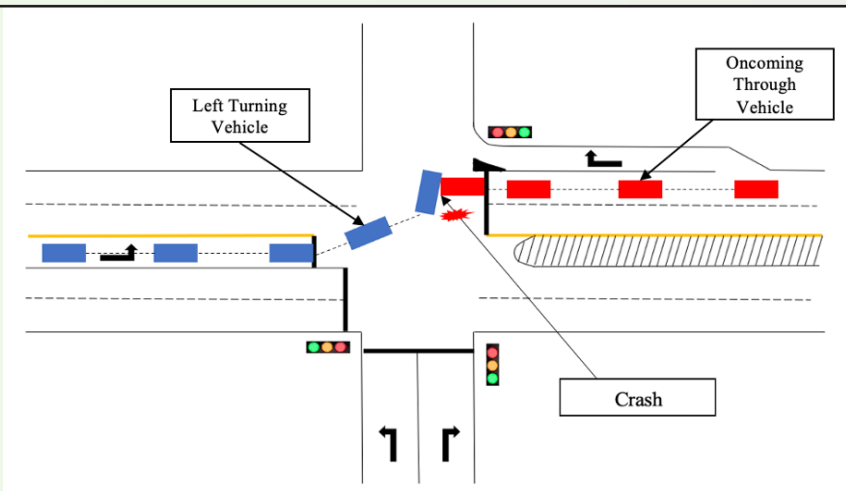 Oncoming
Through
Vehicle
Left Turning
Vehicle
Crash